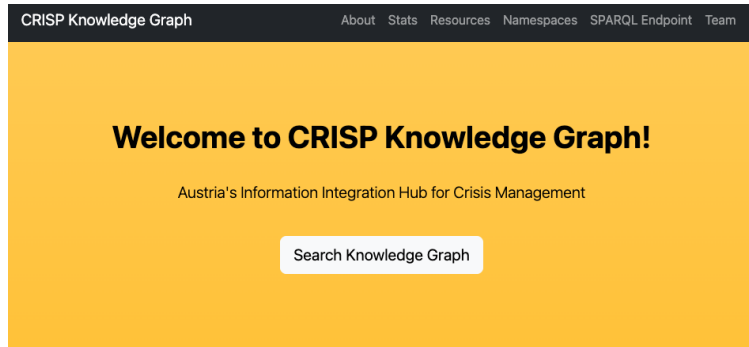 CRISP Knowledge Graph About Stats Resources Namespaces SPARQL Endpoint Team
Welcome to CRISP Knowledge Graph!
Austria's Information Integration Hub for Crisis Management
Search Knowledge Graph